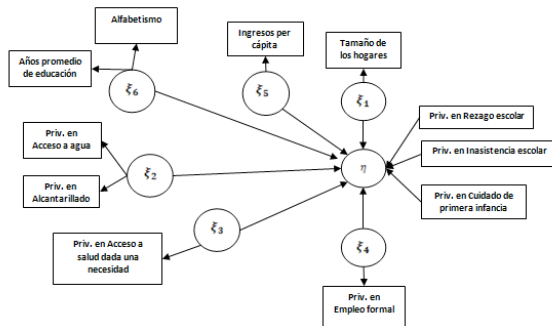 Alfabetismo
Ingresos per
cápita
Tamaño de
los hogares
Años promedio
de educación
ξ6
ξ5
ξ1
Priv. en Rezago escolar
Priv. en
Acceso a agua
Priv. en Inasistencia escolar
ξ2
η
Priv. en
Alcantarillado
Priv. en Cuidado de
primera infancia
ξ3
ξ4
Priv. en Acceso a
salud dada una
necesidad
Priv. en
Empleo formal